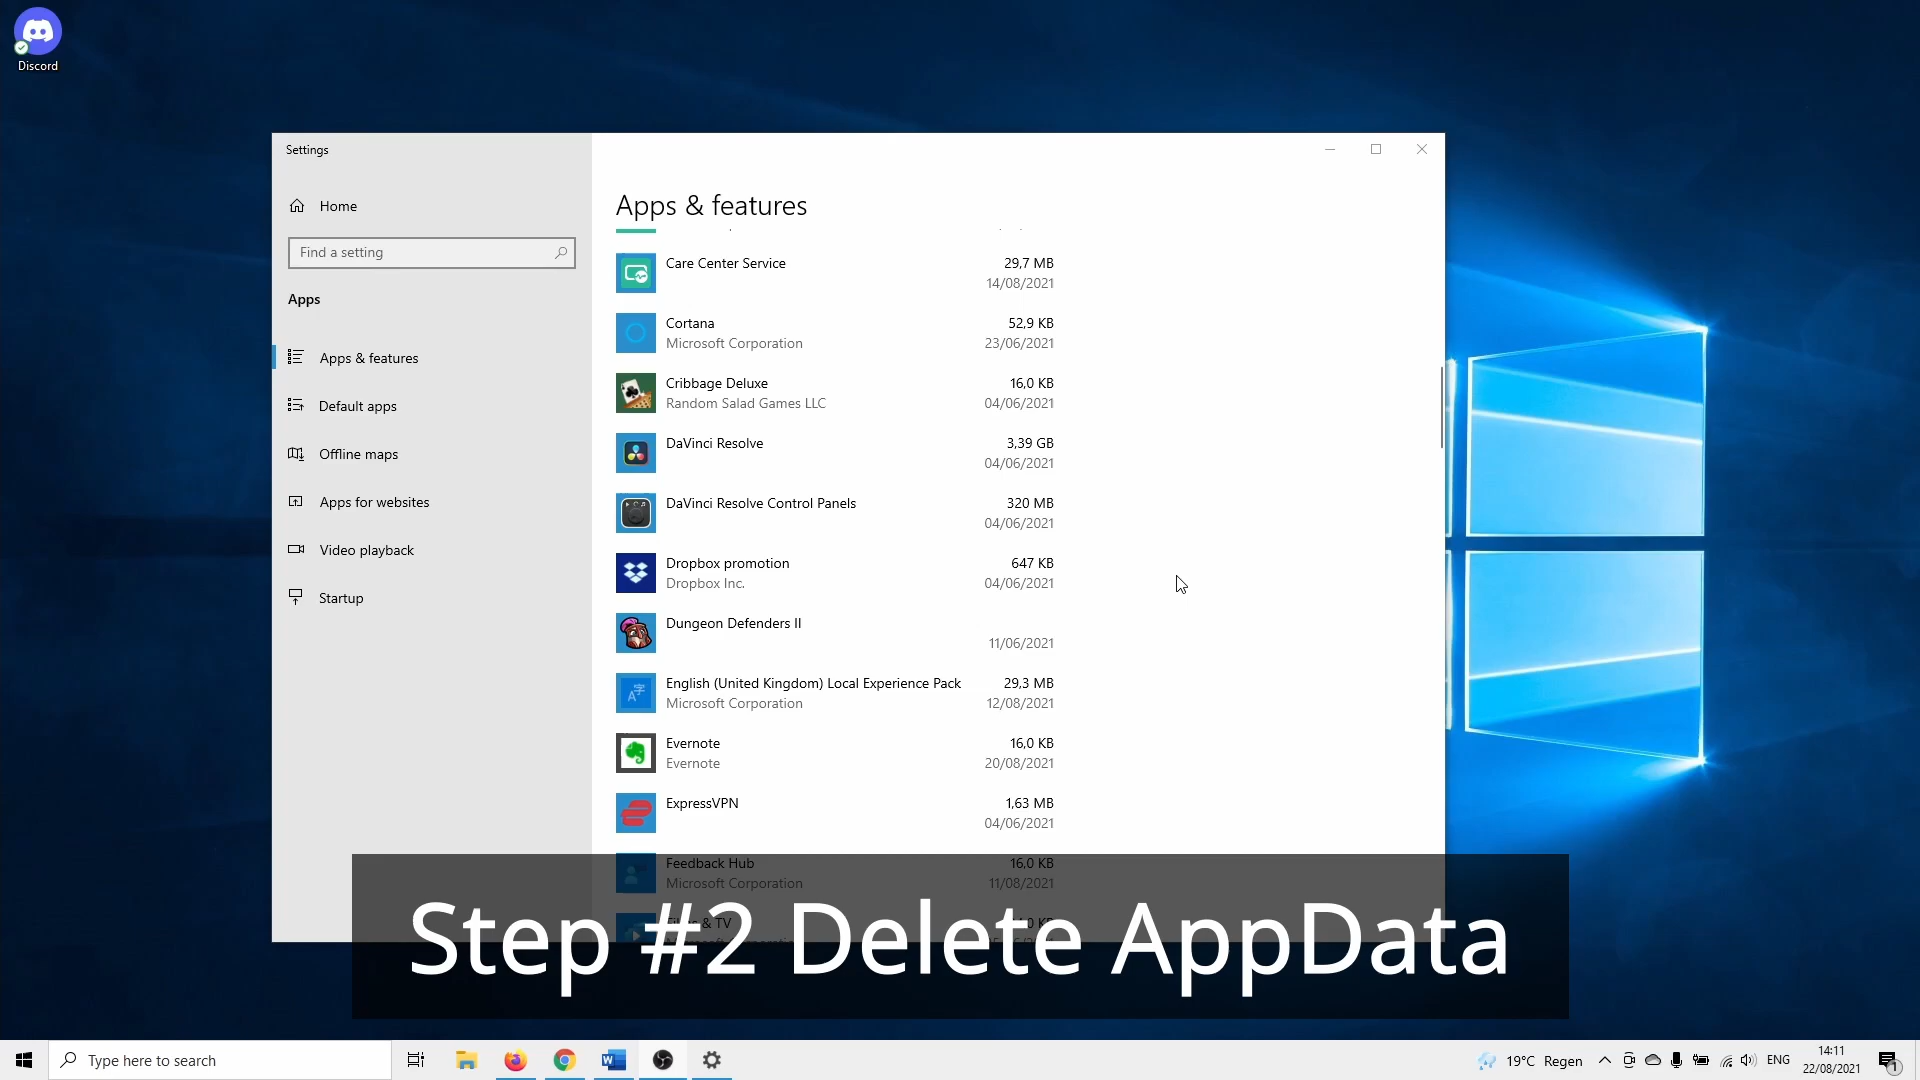 Discord
Settings
Home
Find a setting
Apps
Apps & features
Default apps
Offline maps
Apps for websites
Video playback
Startup
Apps & features
Care Center Service 29,7 MB
14/08/2021
Cortana 52,9 KB
Microsoft Corporation 23/06/2021
Cribbage Deluxe 16,0 KB
Random Salad Games LLC 04/06/2021
DaVinci Resolve 3,39 GB
04/06/2021
DaVinci Resolve Control Panels 320 MB
04/06/2021
Dropbox promotion 647 KB
Dropbox Inc. 04/06/2021
Dungeon Defenders II
11/06/2021
English (United Kingdom) Local Experience Pack 29,3 MB
Microsoft Corporation 12/08/2021
Evernote 16,0 KB
Evernote 20/08/2021
ExpressVPN 1,63 MB
04/06/2021
Feedback Hub 16,0 KB
Microsoft Corporation 11/08/2021
Films & TV
Step #2 Delete AppData
Type here to search
19°C Regen
ENG
14:11
22/08/2021
1